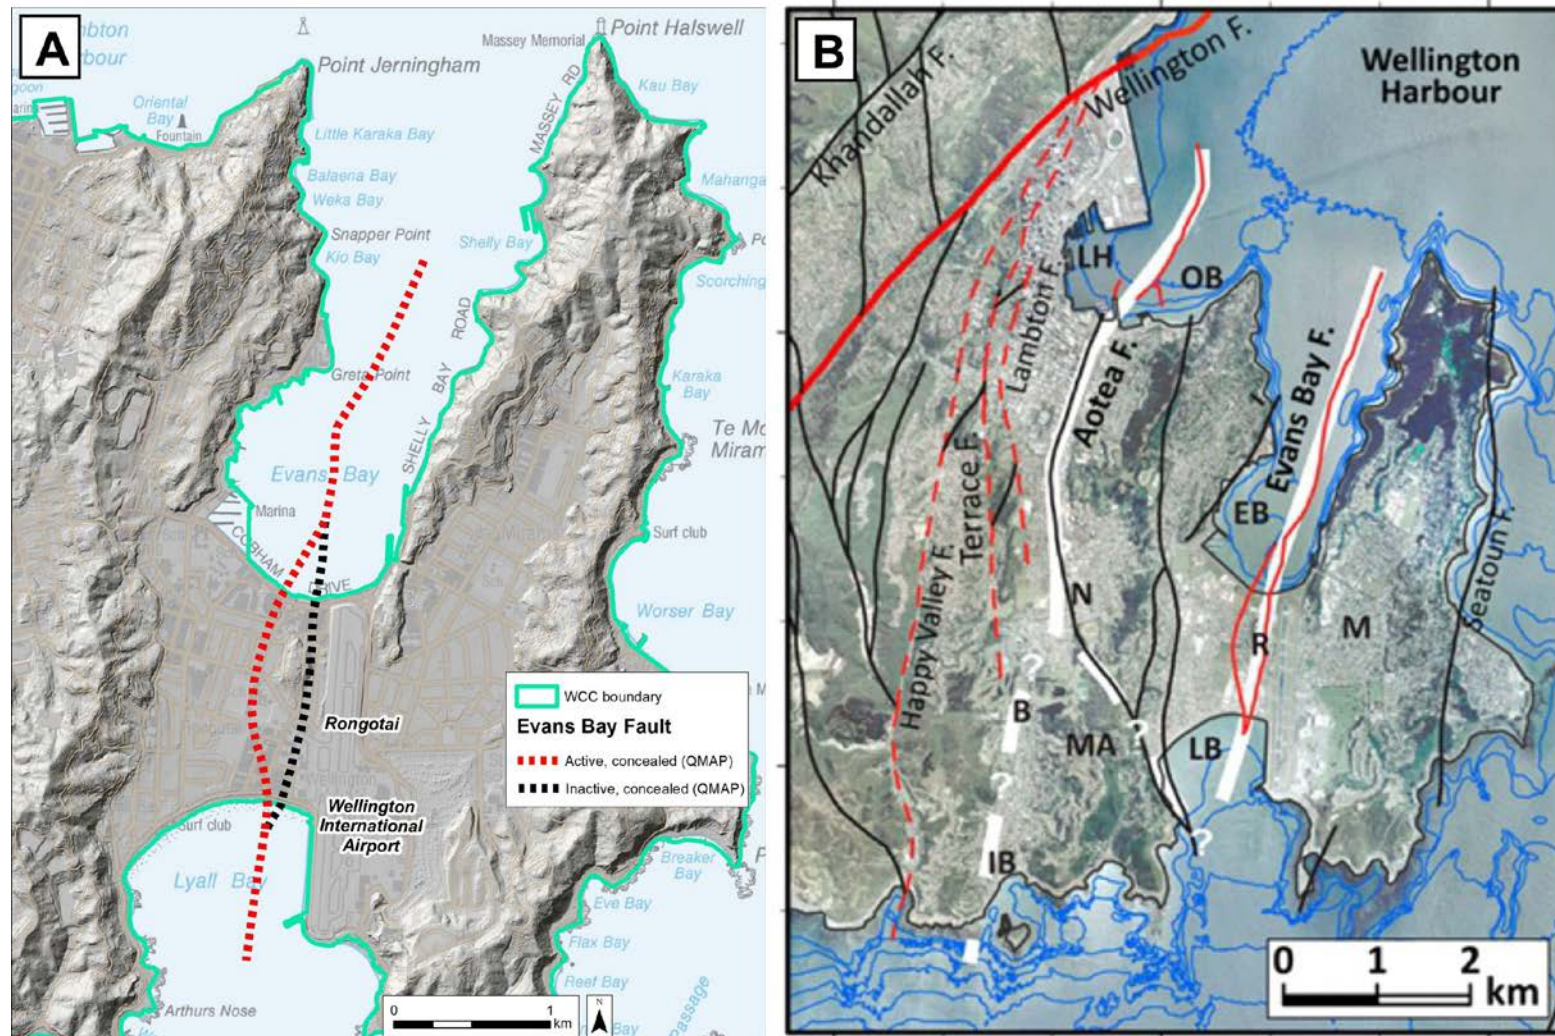 A
Point Jerningham
Massey Memorial
Point Halswell
Oriental
Bay
Fountain
Little Karaka Bay
Kau Bay
MASSEY RD
Balaena Bay
Weka Bay
Mahanga
Snapper Point
Kio Bay
Shelly Bay
Scorching
SHELLY BAY ROAD
Greta Point
Karaka
Bay
Evans Bay
Marina
COBHAM DRIVE
Surf club
Worser Bay
WCC boundary
Evans Bay Fault
Active, concealed (QMAP)
Inactive, concealed (QMAP)
Rongotai
Wellington
International
Airport
Surf club
Lyall Bay
Breaker
Bay
Eve Bay
Flax Bay
Reef Bay
Arthurs Nose
Passage
0 1
km
N
B
Khandallah F.
Wellington F.
Wellington
Harbour
LH
OB
Lambton F.
Aotea F.
Evans Bay F.
Terrace F.
EB
Happy Valley F.
N
R
M
Seatoun F.
?
?
B
MA
?
LB
?
IB
?
0 1 2
km